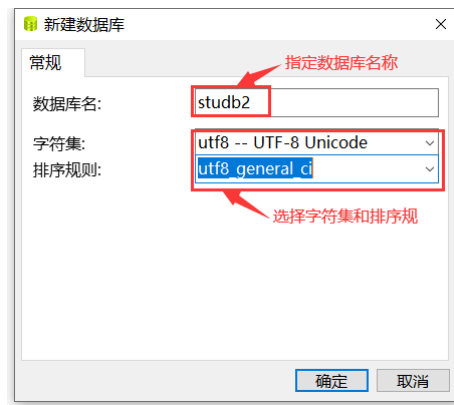 新建数据库
常规
指定数据库名称
数据库名: studb2
字符集: utf8 -- UTF-8 Unicode
排序规则: utf8_general_ci
选择字符集和排序规
确定 取消